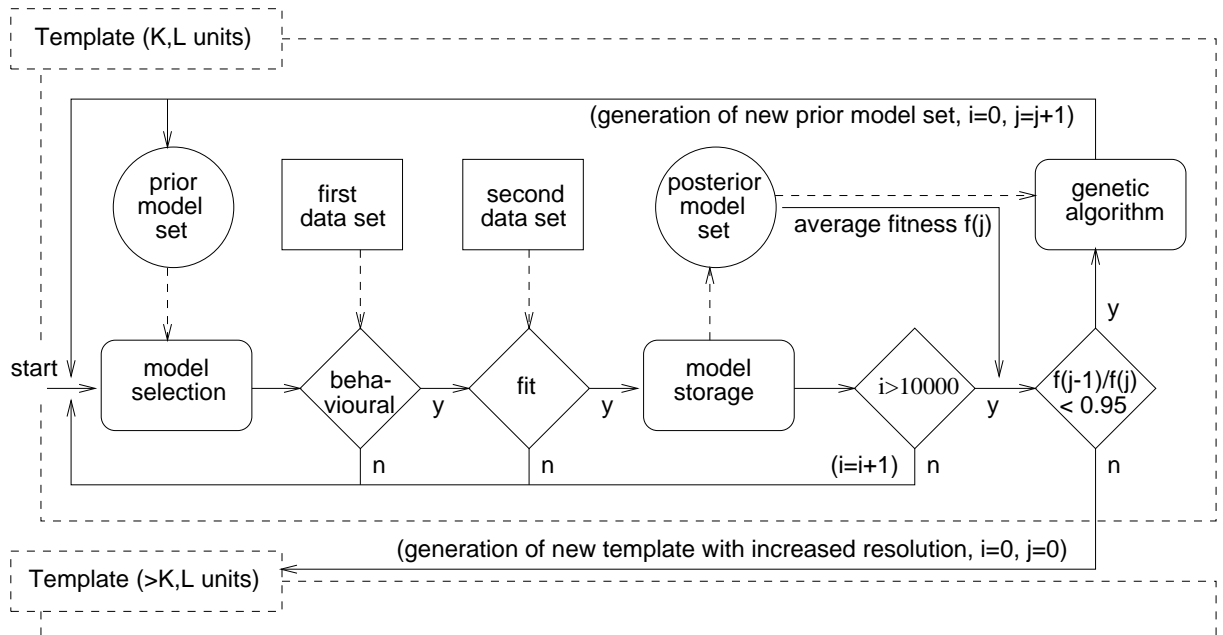 Template (K,L units)
(generation of new prior model set, i=0, j=j+1)
prior
model
set
first
data set
second
data set
posterior
model
set
average fitness f(j)
genetic
algorithm
start
model
selection
beha-
vioural
y
fit
y
model
storage
i>10000
y
f(j-1)/f(j)
< 0.95
y
n
n
(i=i+1)
n
n
(generation of new template with increased resolution, i=0, j=0)
Template (>K,L units)